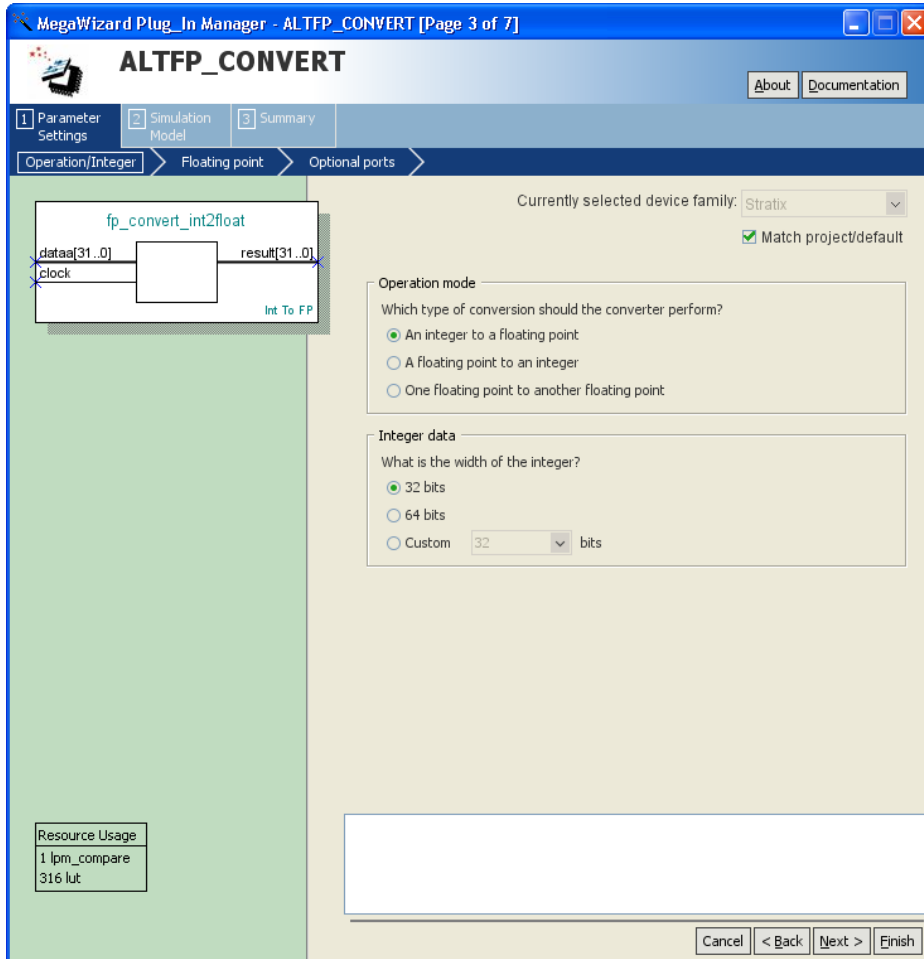 MegaWizard Plug_In Manager - ALTFP_CONVERT [Page 3 of 7]
ALTFP_CONVERT
About
Documentation
1 Parameter Settings
2 Simulation Model
3 Summary
Operation/Integer
Floating point
Optional ports
fp_convert_int2float
dataa[31..0]
result[31..0]
clock
Int To FP
Currently selected device family:
Stratix
Match project/default
Operation mode
Which type of conversion should the converter perform?
An integer to a floating point
A floating point to an integer
One floating point to another floating point
Integer data
What is the width of the integer?
32 bits
64 bits
Custom 32 bits
Resource Usage
1 lpm_compare
316 lut
Cancel
< Back
Next >
Finish